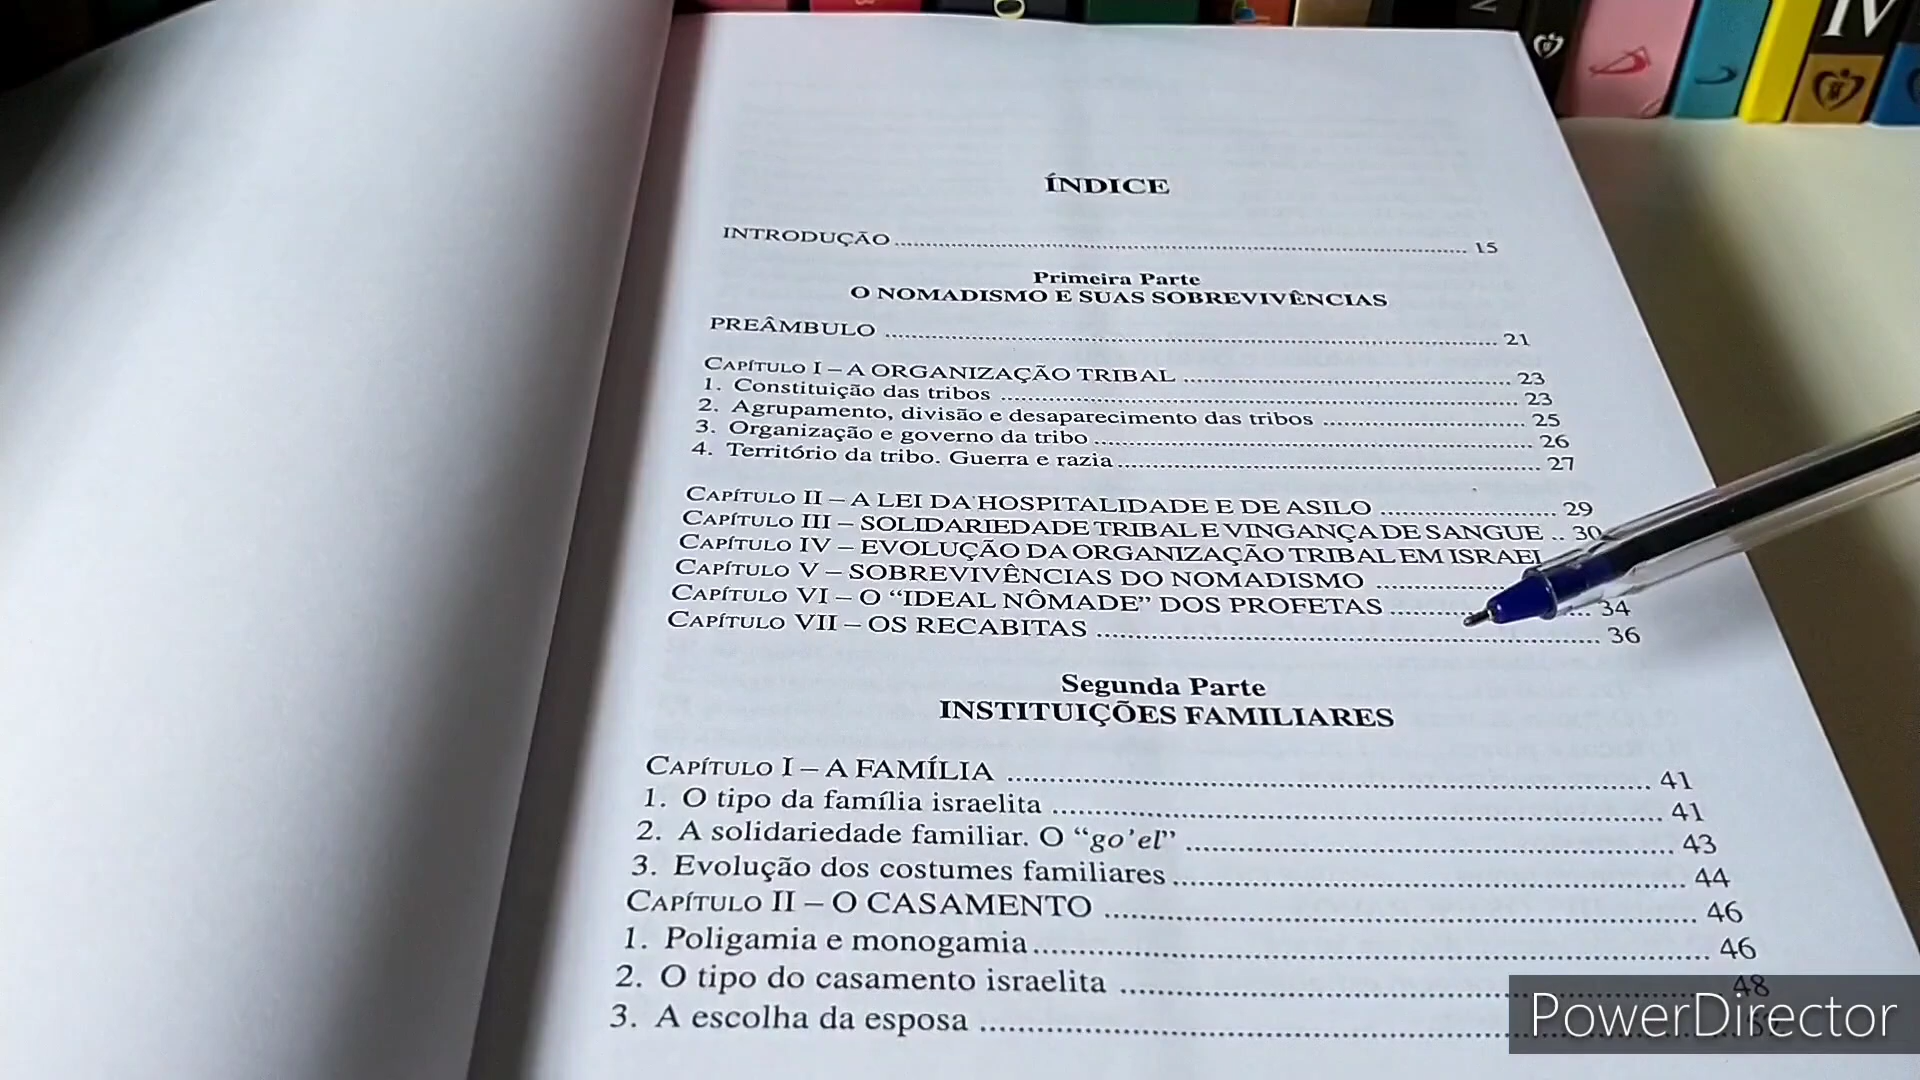 IV
ÍNDICE
INTRODUÇÃO ........ 15
Primeira Parte
O NOMADISMO E SUAS SOBREVIVÊNCIAS
PREÂMBULO ........ 21
CAPÍTULO I – A ORGANIZAÇÃO TRIBAL ........ 23
1. Constituição das tribos ........ 23
2. Agrupamento, divisão e desaparecimento das tribos ........ 25
3. Organização e governo da tribo ........ 26
4. Território da tribo. Guerra e razia ........ 27
CAPÍTULO II – A LEI DA HOSPITALIDADE E DE ASILO ........ 29
CAPÍTULO III – SOLIDARIEDADE TRIBAL E VINGANÇA DE SANGUE .. 30
CAPÍTULO IV – EVOLUÇÃO DA ORGANIZAÇÃO TRIBAL EM ISRAEL
CAPÍTULO V – SOBREVIVÊNCIAS DO NOMADISMO ........
CAPÍTULO VI – O “IDEAL NÔMADE” DOS PROFETAS ........ 34
CAPÍTULO VII – OS RECABITAS ........ 36
Segunda Parte
INSTITUIÇÕES FAMILIARES
CAPÍTULO I – A FAMÍLIA ........ 41
1. O tipo da família israelita ........ 41
2. A solidariedade familiar. O “go’el” ........ 43
3. Evolução dos costumes familiares ........ 44
CAPÍTULO II – O CASAMENTO ........ 46
1. Poligamia e monogamia ........ 46
2. O tipo do casamento israelita ........ 48
3. A escolha da esposa ........
PowerDirector